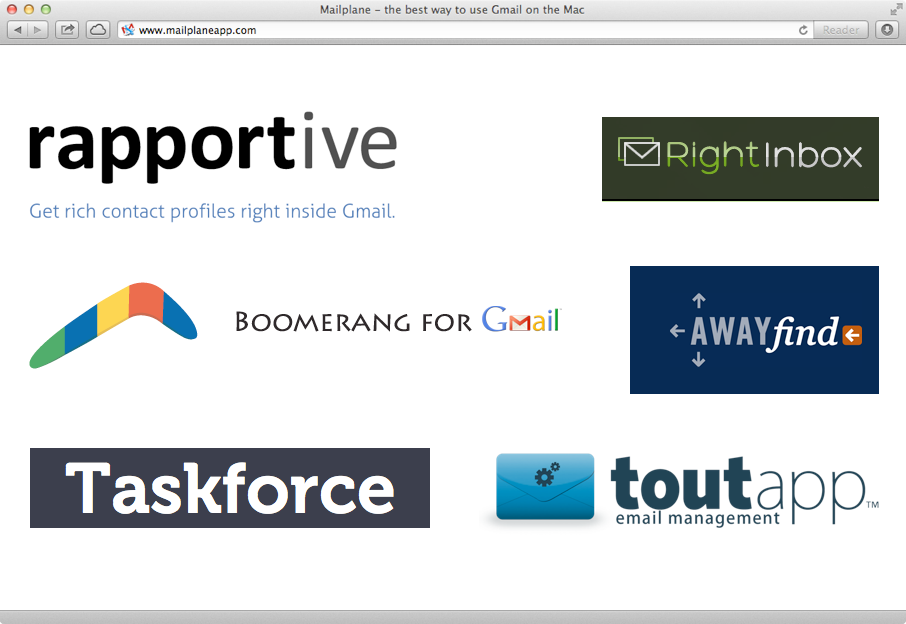 Mailplane – the best way to use Gmail on the Mac
www.mailplaneapp.com
Reader
rapportive
Get rich contact profiles right inside Gmail.
RightInbox
BOOMERANG FOR Gmail
AWAYfind
Taskforce
toutapp™
email management